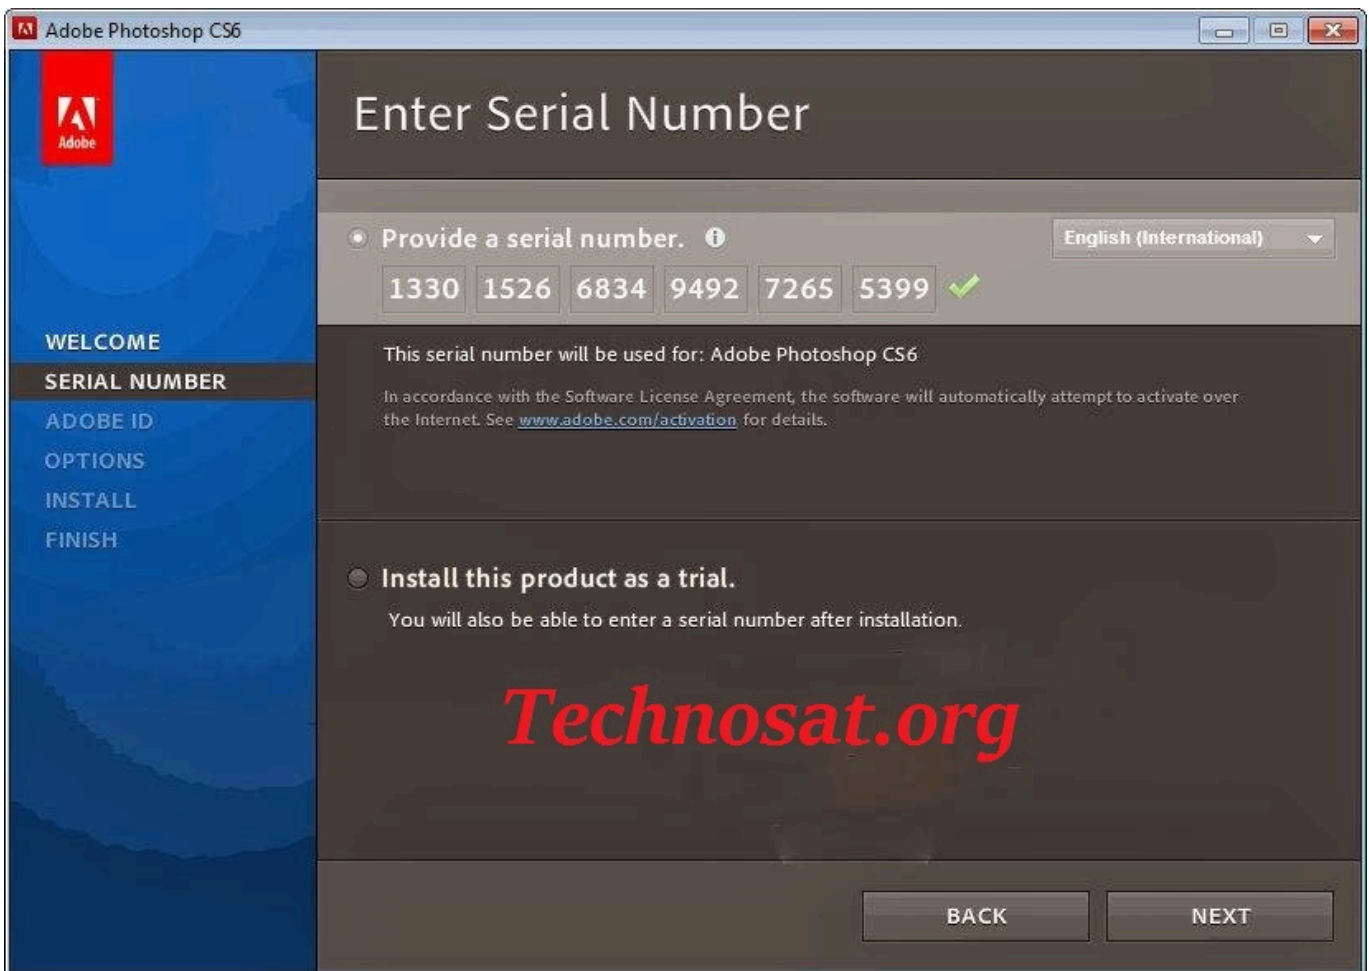 Adobe Photoshop CS6
Adobe
Enter Serial Number
Provide a serial number.
English (International)
1330 1526 6834 9492 7265 5399
WELCOME
SERIAL NUMBER
ADOBE ID
OPTIONS
INSTALL
FINISH
This serial number will be used for: Adobe Photoshop CS6
In accordance with the Software License Agreement, the software will automatically attempt to activate over
the Internet. See www.adobe.com/activation for details.
Install this product as a trial.
You will also be able to enter a serial number after installation.
Technosat.org
BACK
NEXT